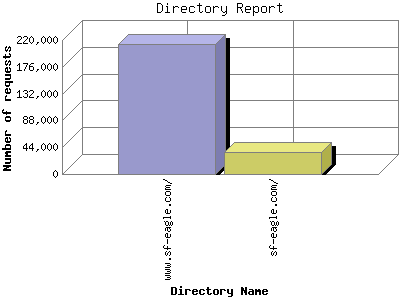 Directory Report
Number of requests
220,000
176,000
132,000
88,000
44,000
0
www.sf-eagle.com/
sf-eagle.com/
Directory Name